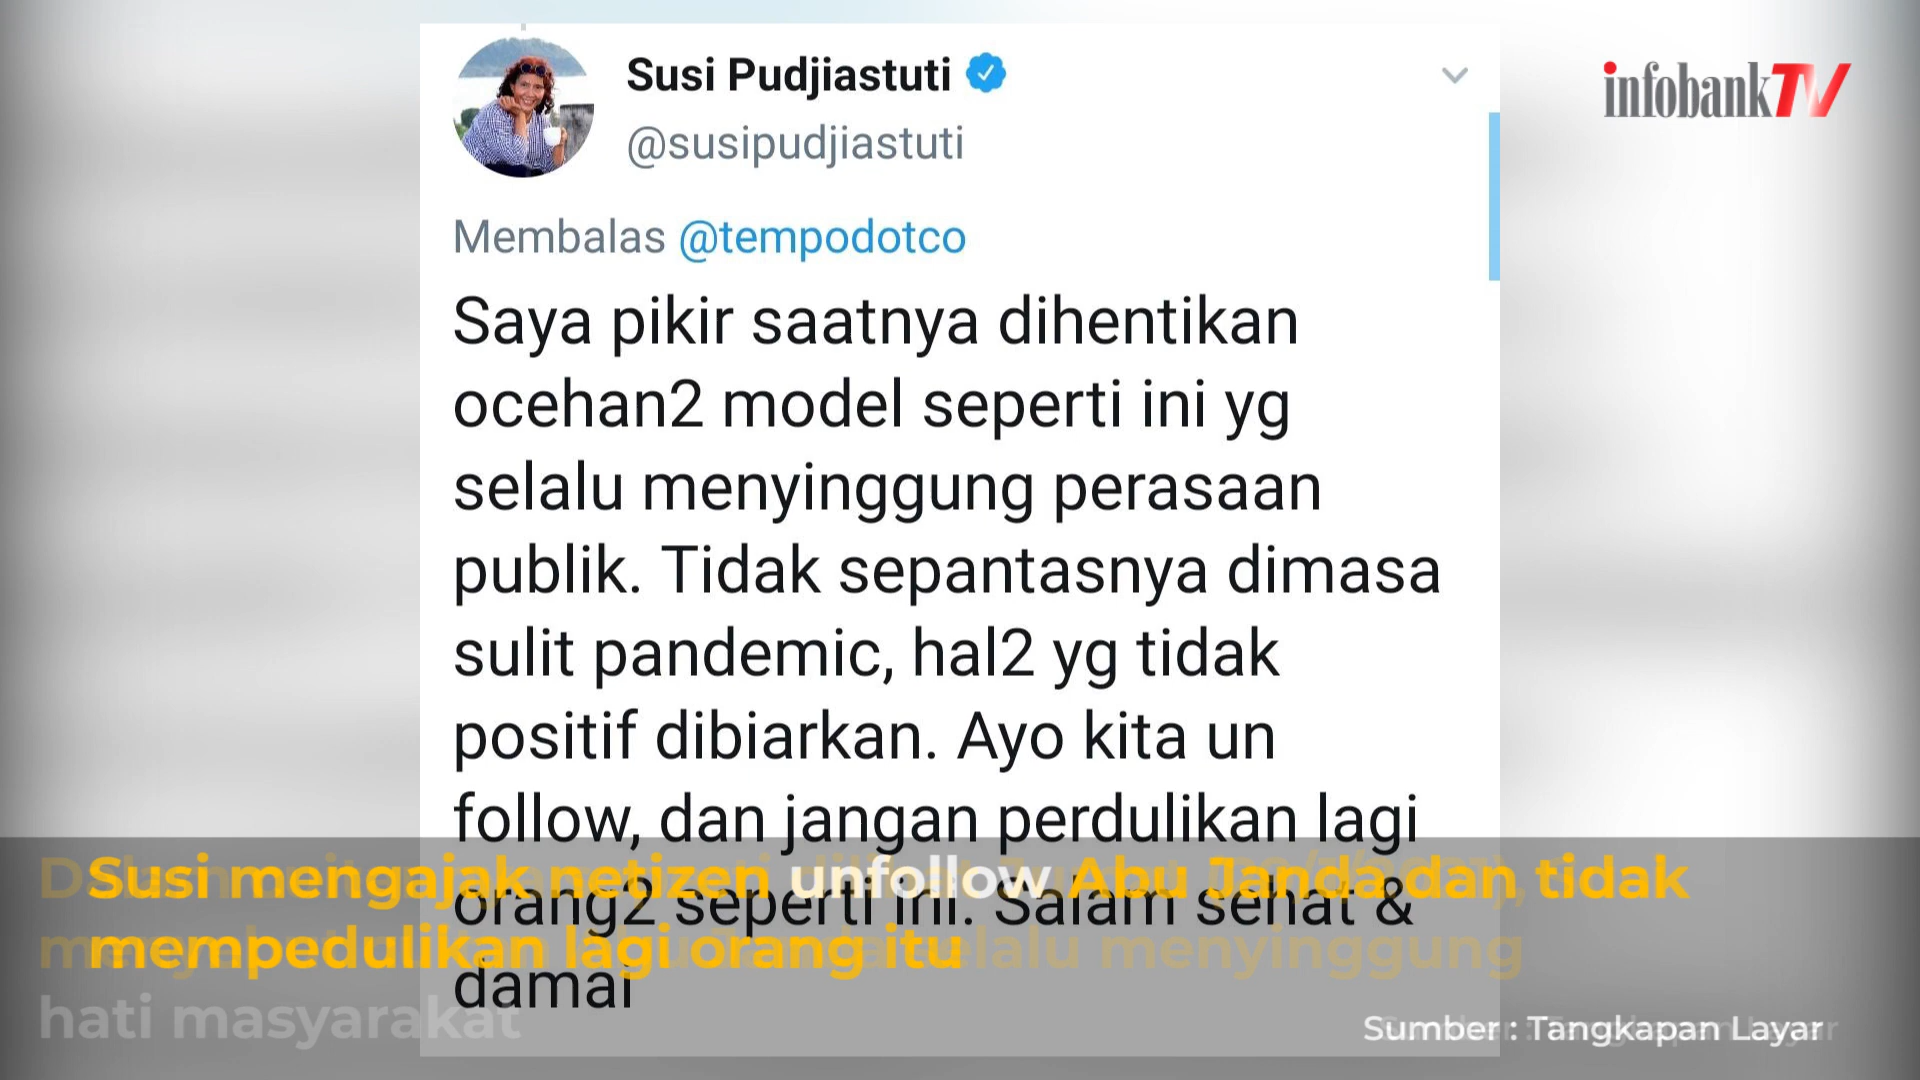 Susi Pudjiastuti
infobankTV
@susipudjiastuti
Membalas @tempodotco
Saya pikir saatnya dihentikan
ocehan2 model seperti ini yg
selalu menyinggung perasaan
publik. Tidak sepantasnya dimasa
sulit pandemic, hal2 yg tidak
positif dibiarkan. Ayo kita un
follow, dan jangan perdulikan lagi
orang2 seperti ini. Salam sehat &
damai
Susi mengajak netizen unfollow Abu Janda dan tidak
mempedulikan lagi orang itu
selalu menyinggung
hati masyarakat
Sumber : Tangkapan Layar